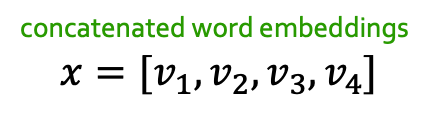 concatenated word embeddings
x = [v₁, v₂, v₃, v₄]